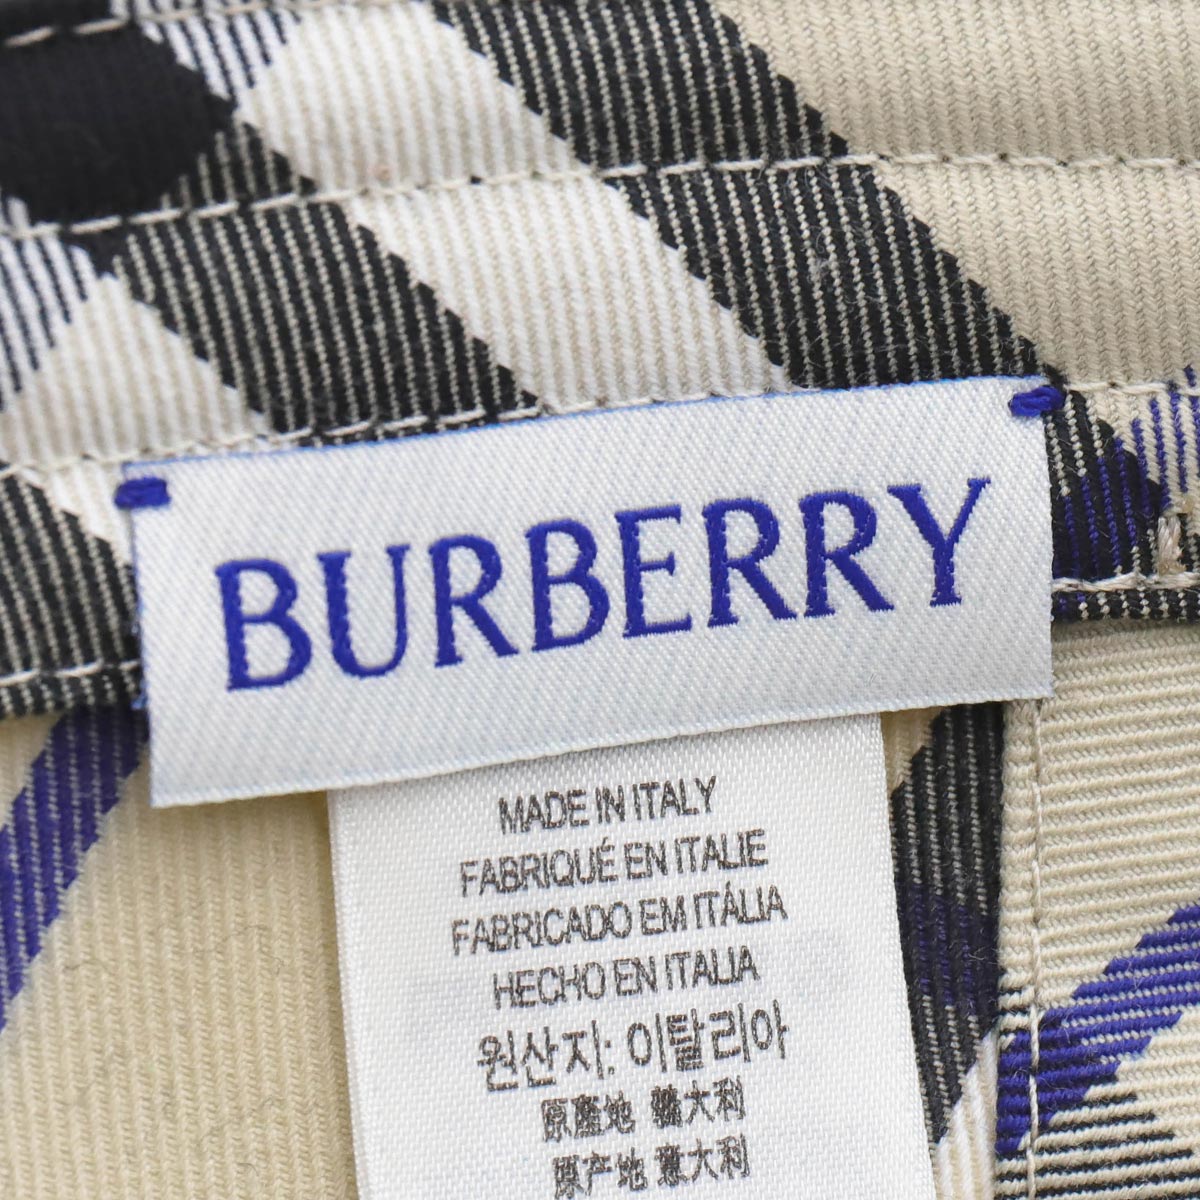 BURBERRY
MADE IN ITALY
FABRIQUÉ EN ITALIE
FABRICADO EM ITÁLIA
HECHO EN ITALIA
원산지: 이탈리아
原產地 義大利
原产地 意大利